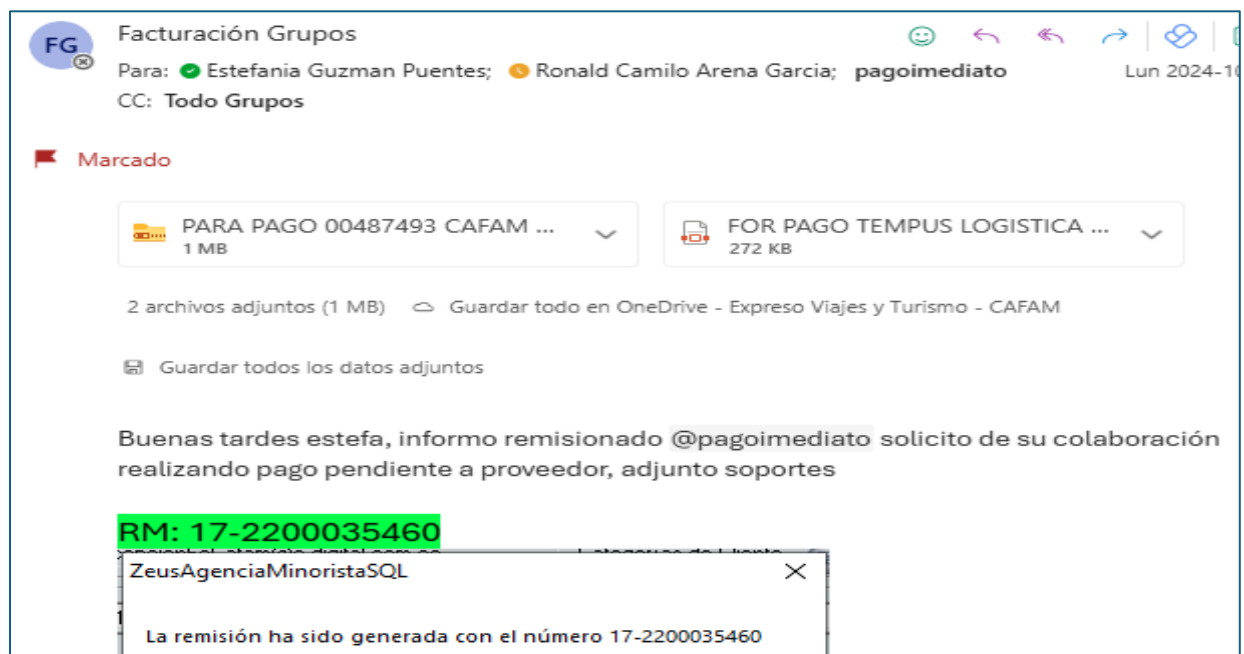 FG
Facturación Grupos
Para: Estefania Guzman Puentes; Ronald Camilo Arena Garcia; pagoimediato
Lun 2024-10
CC: Todo Grupos
Marcado
PARA PAGO 00487493 CAFAM ...
1 MB
FOR PAGO TEMPUS LOGISTICA ...
272 KB
2 archivos adjuntos (1 MB) Guardar todo en OneDrive - Expreso Viajes y Turismo - CAFAM
Guardar todos los datos adjuntos
Buenas tardes estefa, informo remisionado @pagoimediato solicito de su colaboración
realizando pago pendiente a proveedor, adjunto soportes
RM: 17-2200035460
ZeusAgenciaMinoristaSQL
La remisión ha sido generada con el número 17-2200035460